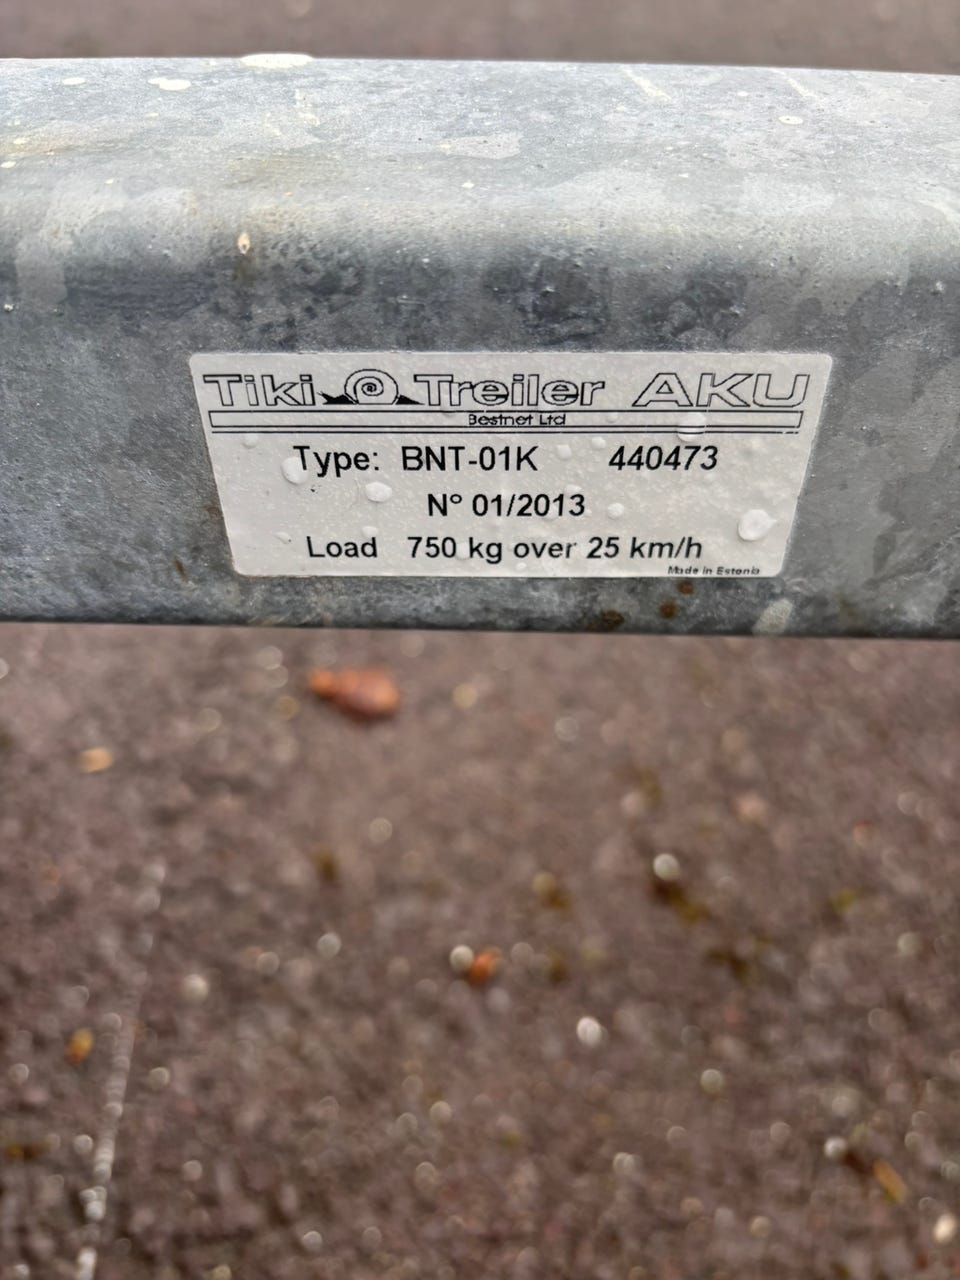 Tiki Treiler AKU
Bestnet Ltd
Type: BNT-01K 440473
N° 01/2013
Load 750 kg over 25 km/h
Made in Estonia